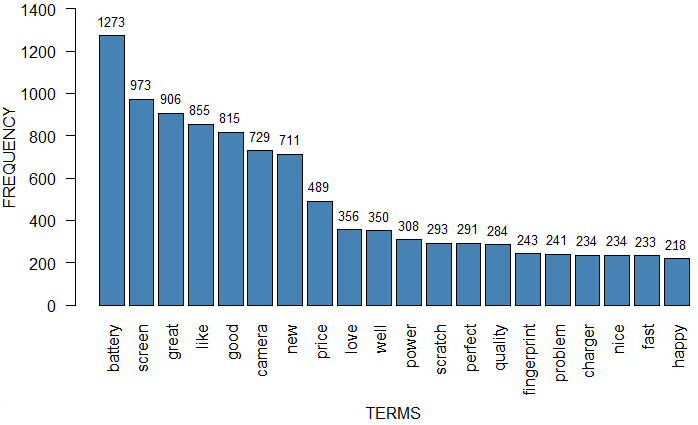 1400
1200
1000
800
600
400
200
0
FREQUENCY
1273
973
906
855
815
729
711
489
356
350
308
293
291
284
243
241
234
234
233
218
battery
screen
great
like
good
camera
new
price
love
well
power
scratch
perfect
quality
fingerprint
problem
charger
nice
fast
happy
TERMS